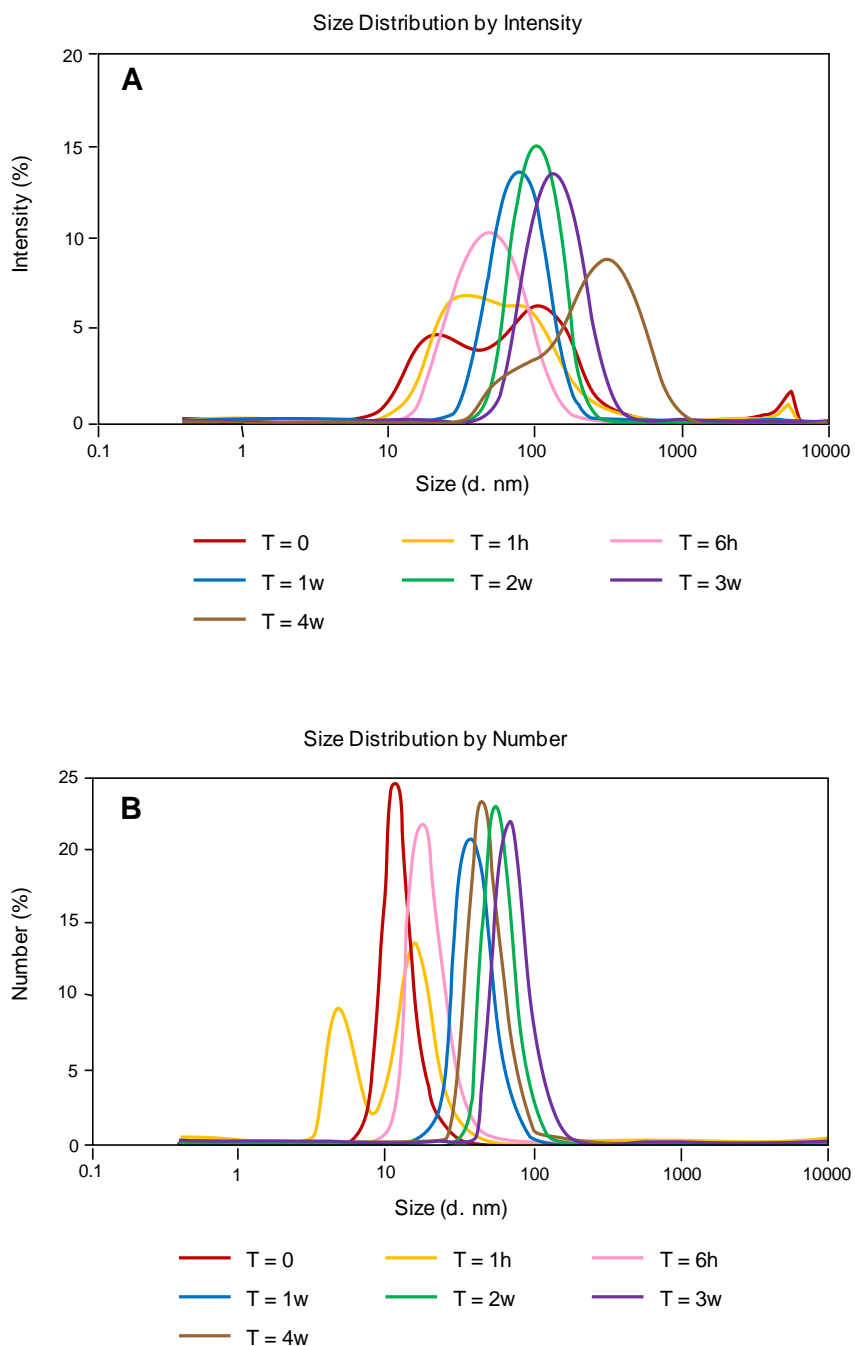 Size Distribution by Intensity
A
20
15
10
5
0
Intensity (%)
0.1 1 10 100 1000 10000
Size (d. nm)
T = 0 T = 1h T = 6h
T = 1w T = 2w T = 3w
T = 4w
Size Distribution by Number
B
25
20
15
10
5
0
Number (%)
0.1 1 10 100 1000 10000
Size (d. nm)
T = 0 T = 1h T = 6h
T = 1w T = 2w T = 3w
T = 4w